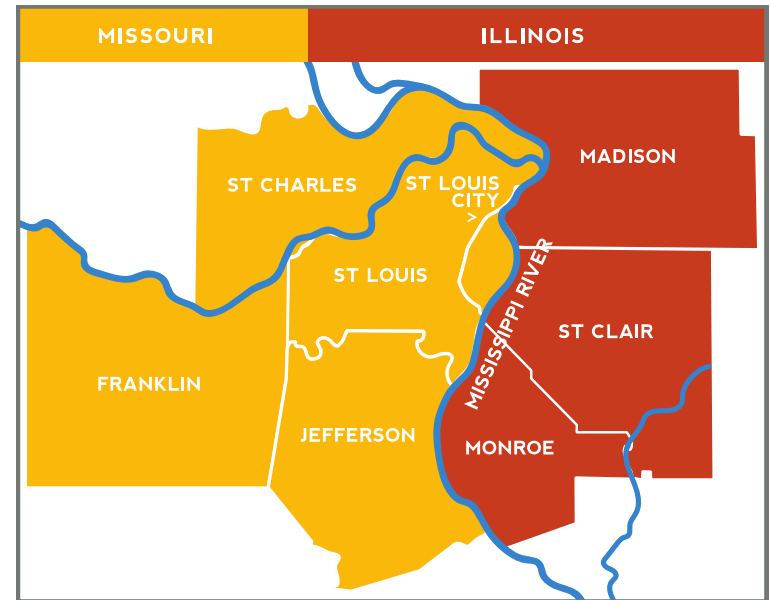 MISSOURI
ILLINOIS
MADISON
ST CHARLES
ST LOUIS
CITY
>
ST LOUIS
MISSISSIPPI RIVER
ST CLAIR
FRANKLIN
JEFFERSON
MONROE